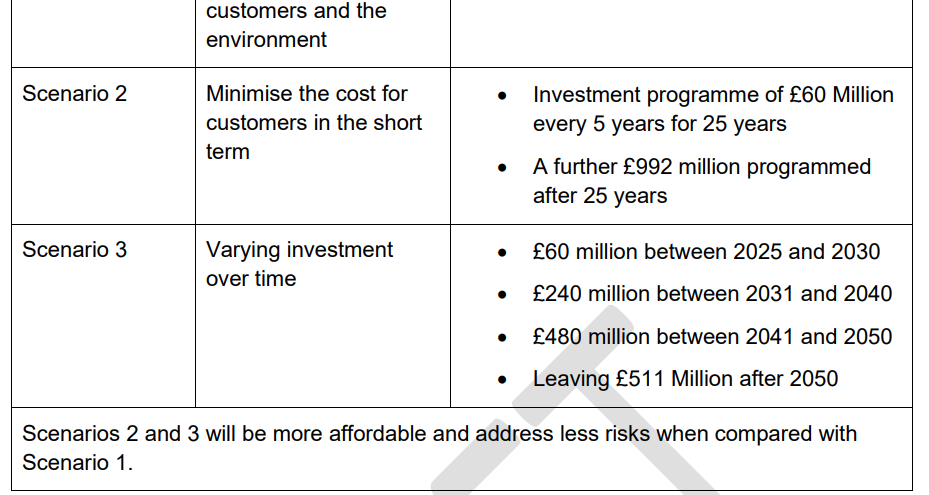 customers and the
environment
Scenario 2
Minimise the cost for
customers in the short
term
• Investment programme of £60 Million
every 5 years for 25 years
• A further £992 million programmed
after 25 years
Scenario 3
Varying investment
over time
• £60 million between 2025 and 2030
• £240 million between 2031 and 2040
• £480 million between 2041 and 2050
• Leaving £511 Million after 2050
Scenarios 2 and 3 will be more affordable and address less risks when compared with
Scenario 1.